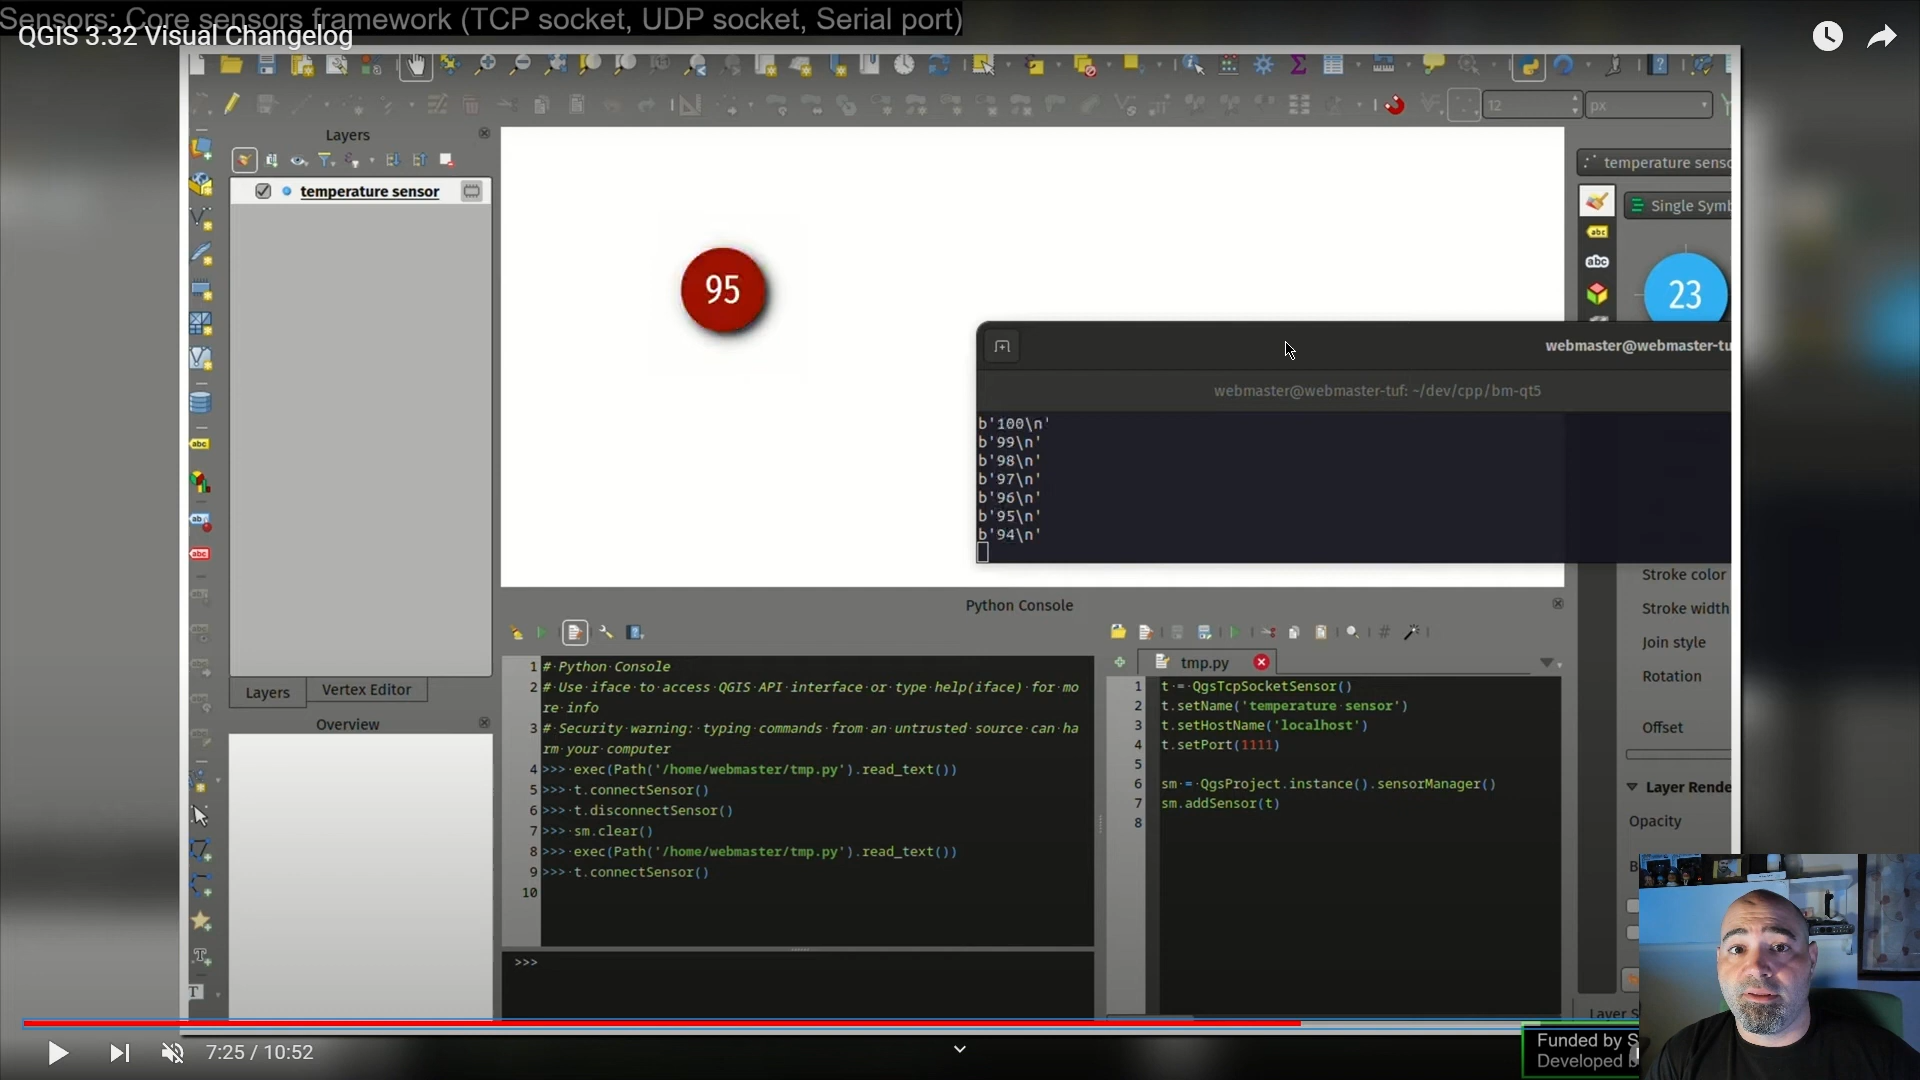 Sensors: Core sensors framework (TCP socket, UDP socket, Serial port)
QGIS 3.32 Visual Changelog
12
px
Layers
temperature sensor
95
temperature senso
Single Symb
abc
abc
23
webmaster@webmaster-tu
webmaster@webmaster-tuf: ~/dev/cpp/bm-qt5
b'100\n'
b'99\n'
b'98\n'
b'97\n'
b'96\n'
b'95\n'
b'94\n'
abc
abc
Stroke color
Stroke width
Join style
Rotation
Offset
Layer Rende
Opacity
Layers
Vertex Editor
Overview
Python Console
1 #·Python·Console
2 #·Use·iface·to·access·QGIS·API·interface·or·type·help(iface)·for·mo
re·info
3 #·Security·warning:·typing·commands·from·an·untrusted·source·can·ha
rm·your·computer
4 >>>·exec(Path('/home/webmaster/tmp.py').read_text())
5 >>>·t.connectSensor()
6 >>>·t.disconnectSensor()
7 >>>·sm.clear()
8 >>>·exec(Path('/home/webmaster/tmp.py').read_text())
9 >>>·t.connectSensor()
10
>>>
tmp.py
1 t·=·QgsTcpSocketSensor()
2 t.setName('temperature·sensor')
3 t.setHostName('localhost')
4 t.setPort(1111)
5
6 sm·=·QgsProject.instance().sensorManager()
7 sm.addSensor(t)
8
Layer S
Funded by S
Developed b
7:25 / 10:52